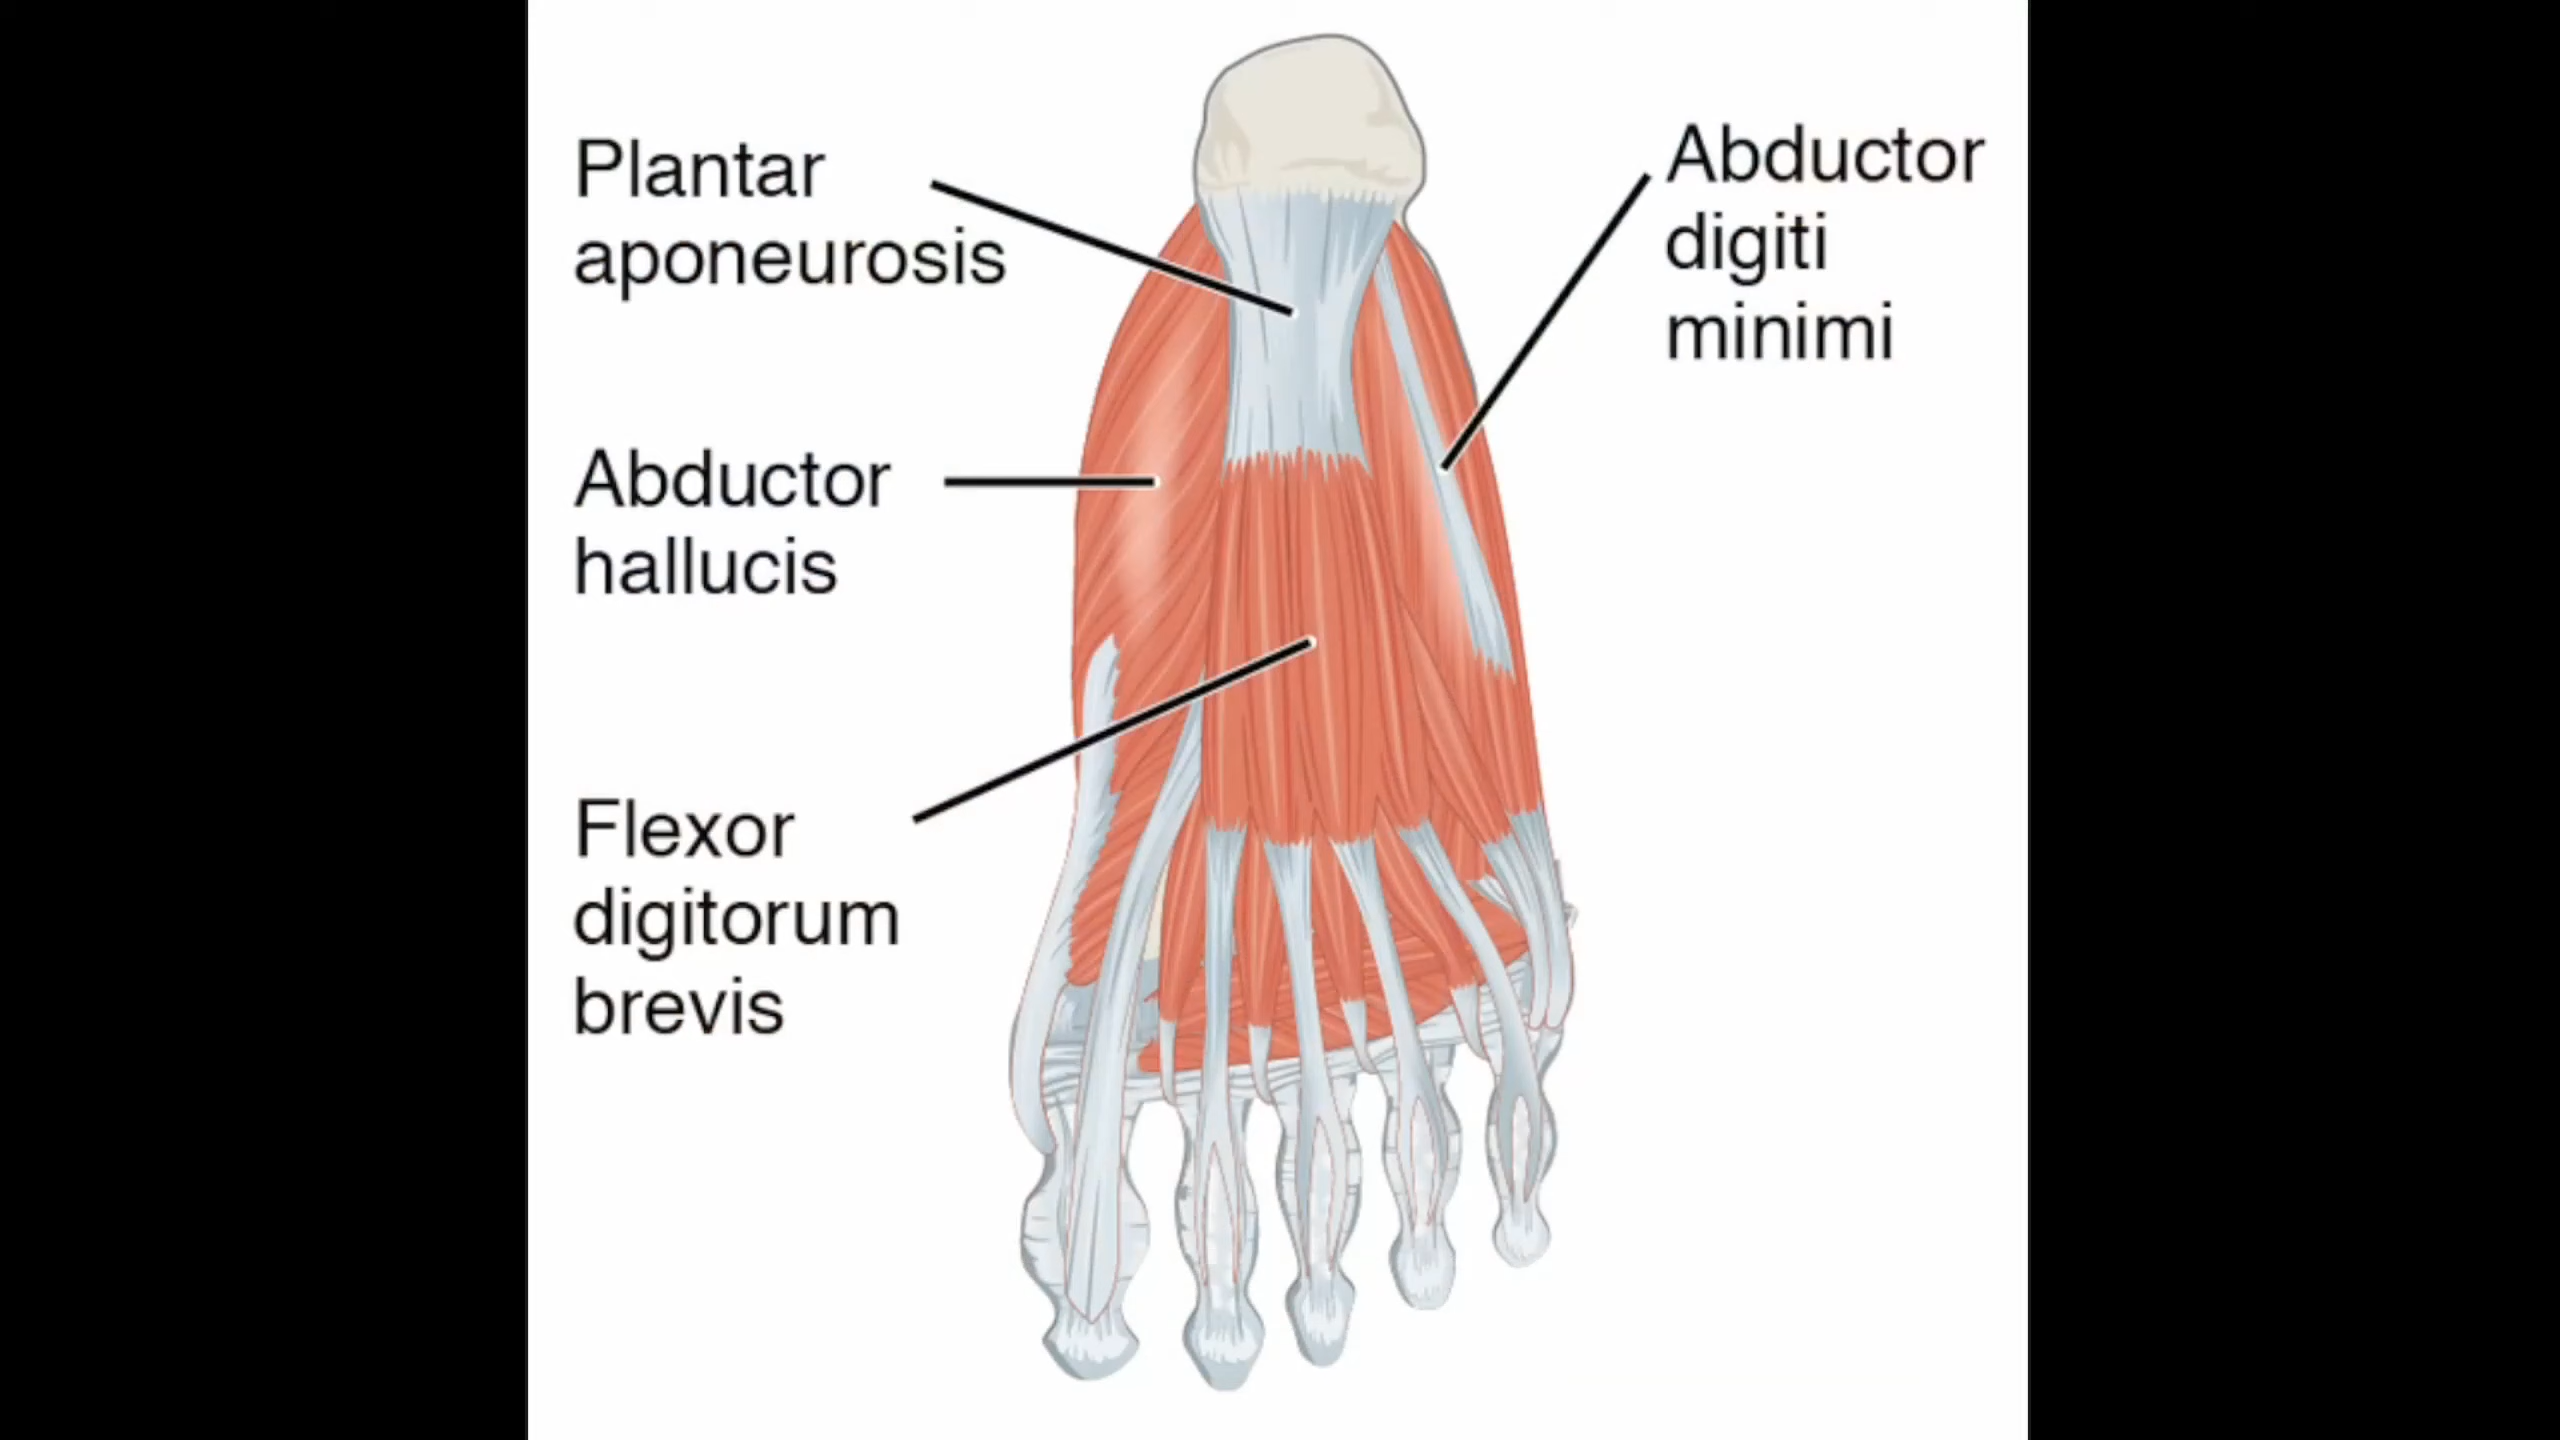 Plantar
aponeurosis
Abductor
hallucis
Flexor
digitorum
brevis
Abductor
digiti
minimi